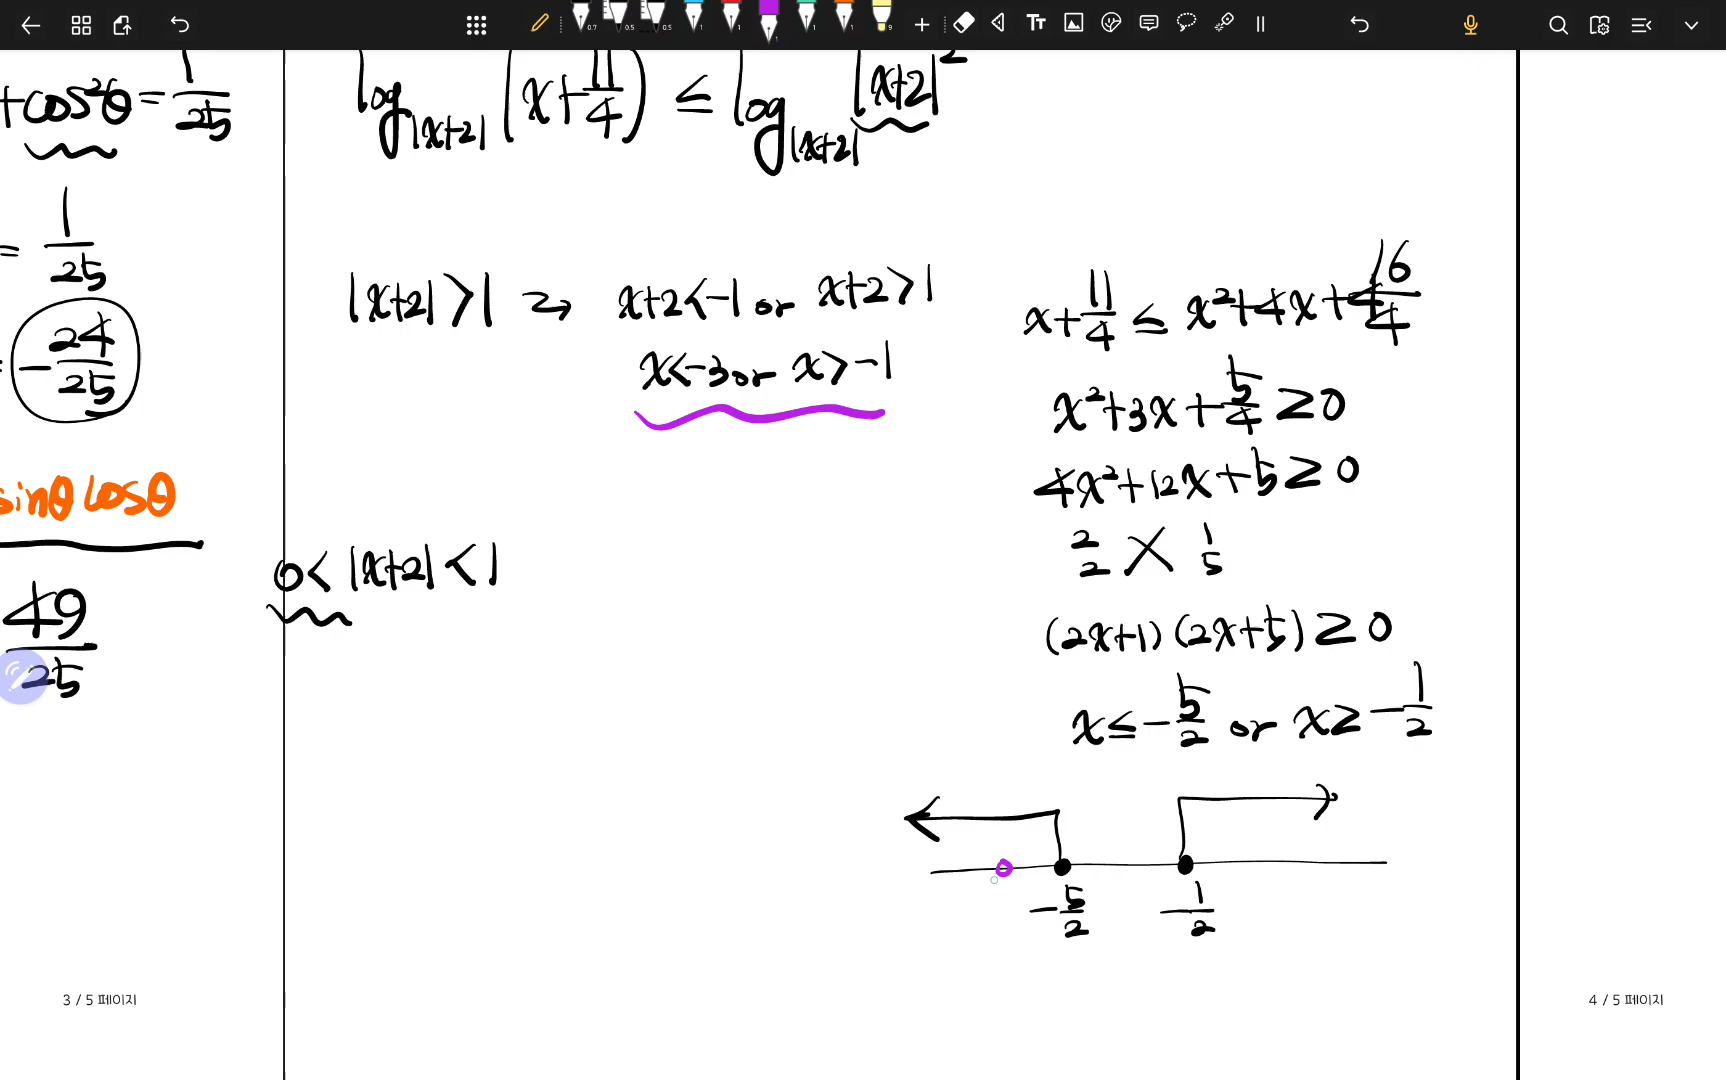 +cos²θ = 1/25
= 1/25
= -24/25
sinθ cosθ
49/25
log_|x+2| (x + 11/4) ≤ log_|x+2| |x+2|²
|x+2| > 1 → x+2 < -1 or x+2 > 1
x < -3 or x > -1
0 < |x+2| < 1
x + 11/4 ≤ x² + 4x + 4 16/4
x² + 3x + 5/4 ≥ 0
4x² + 12x + 5 ≥ 0
2 1
2 5
(2x+1)(2x+5) ≥ 0
x ≤ -5/2 or x ≥ -1/2
-5/2 -1/2
3 / 5 페이지
4 / 5 페이지